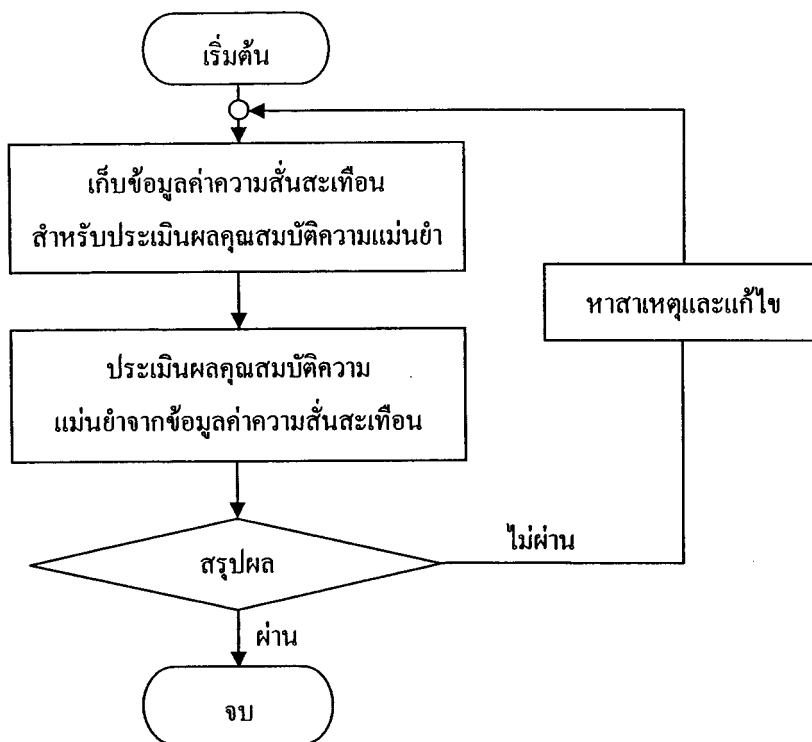 เริ่มต้น
เก็บข้อมูลค่าความสั่นสะเทือน
สำหรับประเมินผลคุณสมบัติความแม่นยำ
หาสาเหตุและแก้ไข
ประเมินผลคุณสมบัติความ
แม่นยำจากข้อมูลค่าความสั่นสะเทือน
ไม่ผ่าน
สรุปผล
ผ่าน
จบ